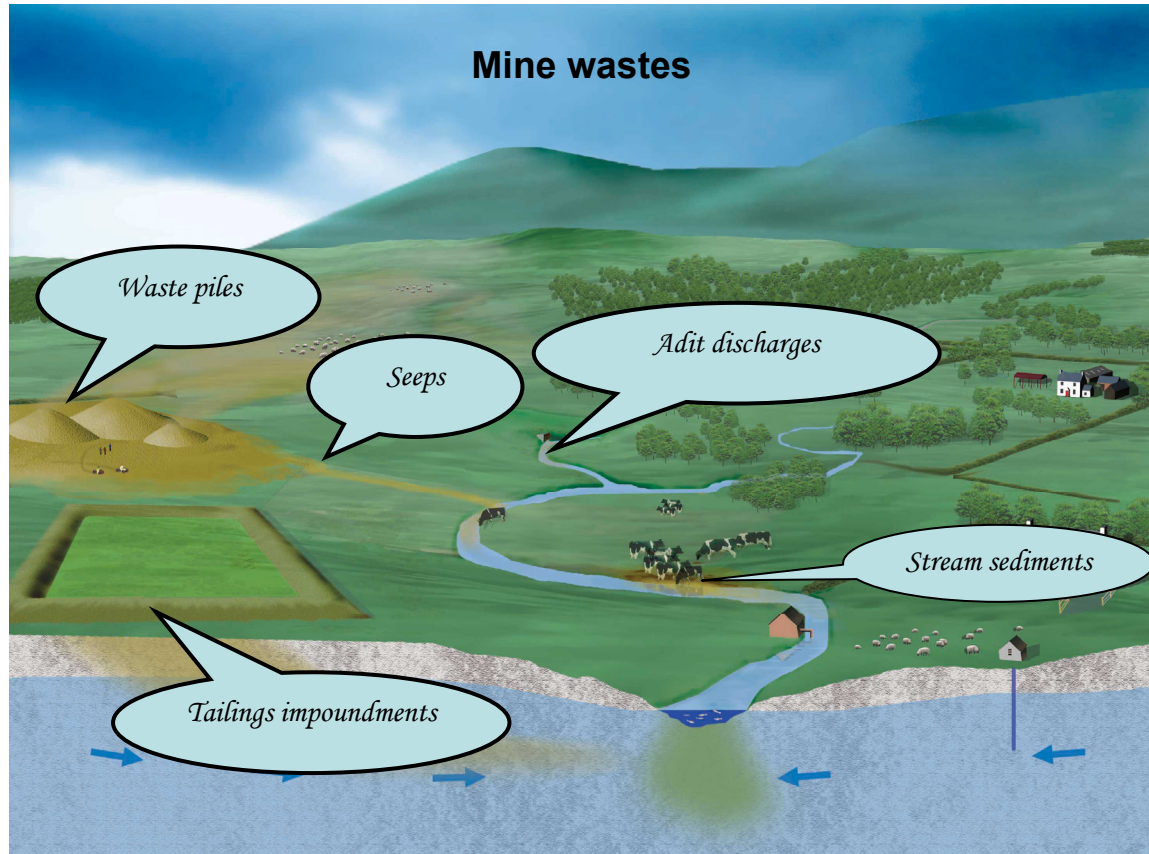 Mine wastes
Waste piles
Adit discharges
Seeps
Stream sediments
Tailings impoundments